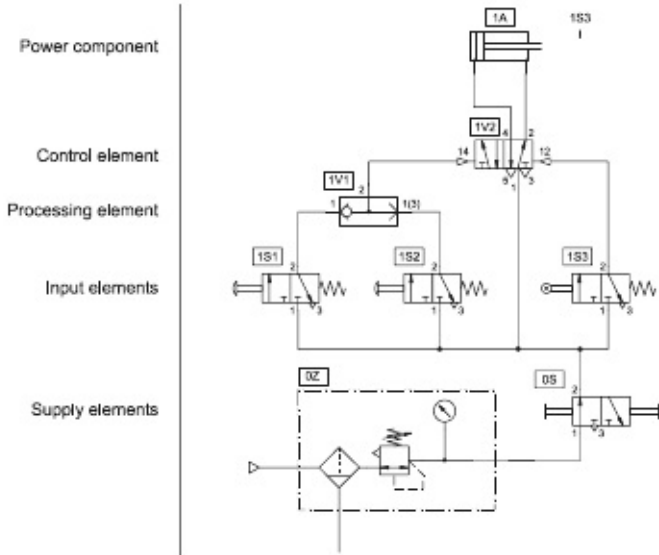 1A 1S3
Power component
1V2 4 2
Control element 14 12
5 1 3
1V1
2
Processing element 1 1(3)
1S1 1S2 1S3
2 2 2
Input elements
1 3 1 3 1 3
0Z 0S
2
Supply elements
1 3